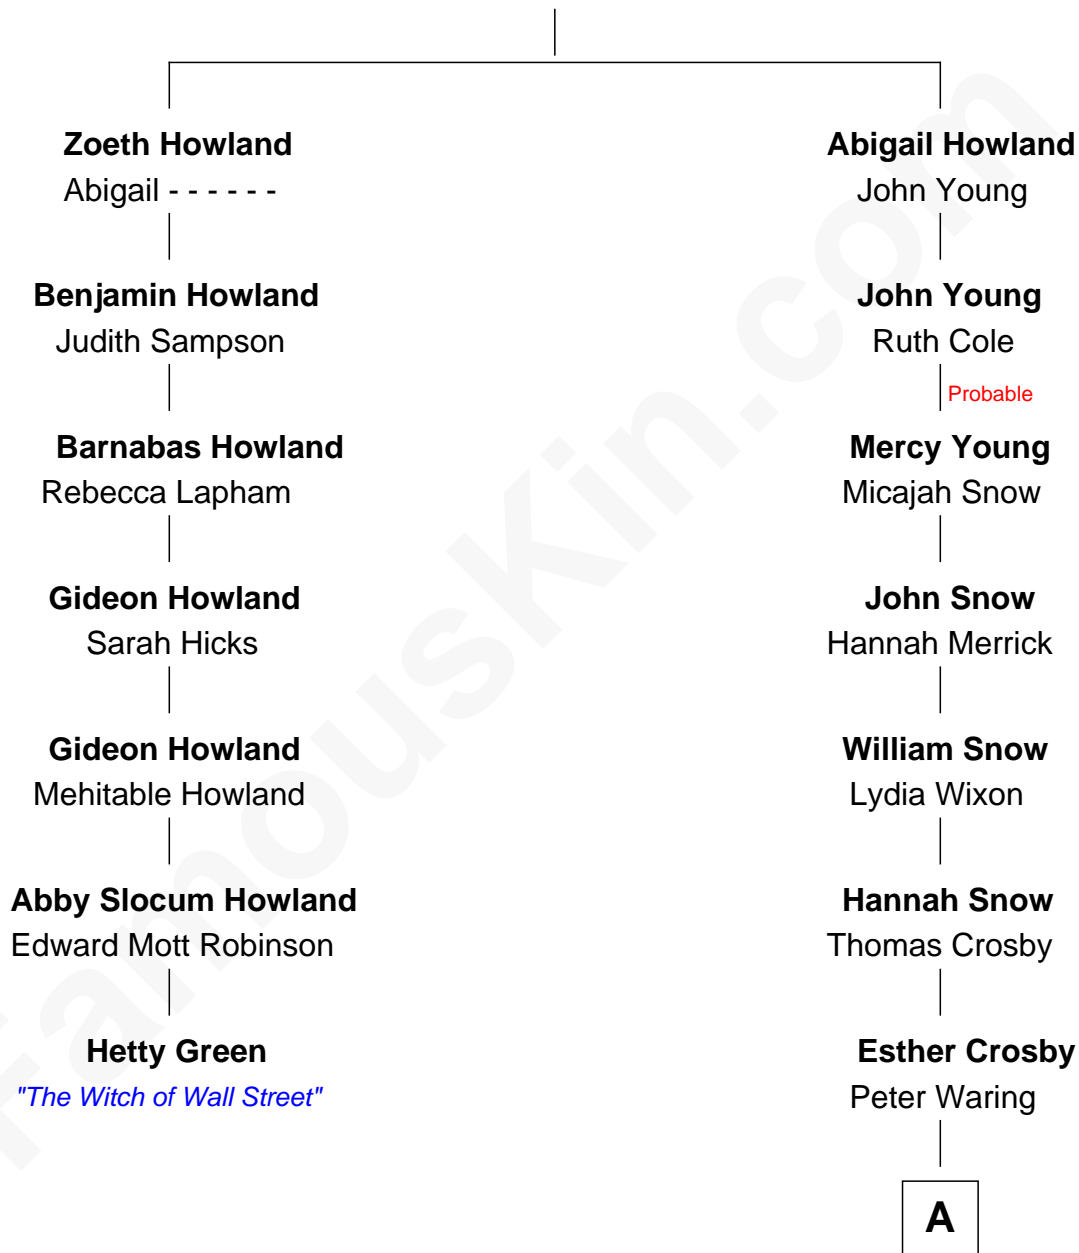 Zoeth Howland
Abigail - - - - - -
Benjamin Howland
Judith Sampson
Barnabas Howland
Rebecca Lapham
Gideon Howland
Sarah Hicks
Gideon Howland
Mehitable Howland
Abby Slocum Howland
Edward Mott Robinson
Hetty Green
"The Witch of Wall Street"
Abigail Howland
John Young
John Young
Ruth Cole
Probable
Mercy Young
Micajah Snow
John Snow
Hannah Merrick
William Snow
Lydia Wixon
Hannah Snow
Thomas Crosby
Esther Crosby
Peter Waring
A
FamousKin.com